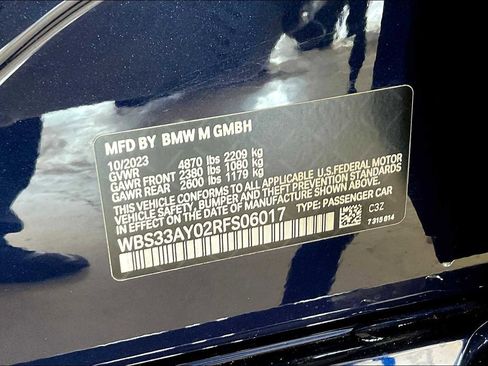 MFD BY BMW M GMBH
10/2023
GVWR 4870 lbs 2209 kg
GAWR FRONT 2380 lbs 1080 kg
GAWR REAR 2600 lbs 1179 kg
THIS VEHICLE CONFORMS TO ALL APPLICABLE U.S.FEDERAL MOTOR
VEHICLE SAFETY, BUMPER AND THEFT PREVENTION STANDARDS IN
EFFECT ON THE DATE OF MANUFACTURE SHOWN ABOVE.
WBS33AY02RFS06017 TYPE: PASSENGER CAR
C3Z
7 315 814